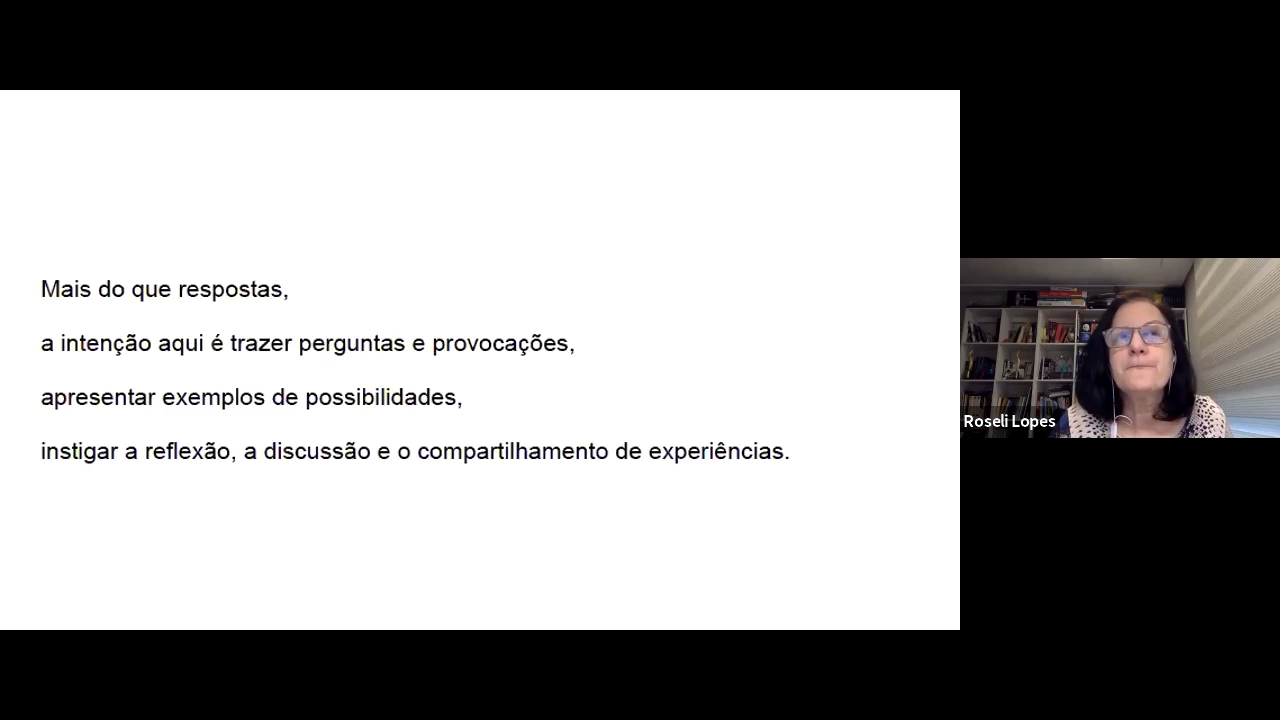 Mais do que respostas,
a intenção aqui é trazer perguntas e provocações,
apresentar exemplos de possibilidades,
instigar a reflexão, a discussão e o compartilhamento de experiências.
Roseli Lopes